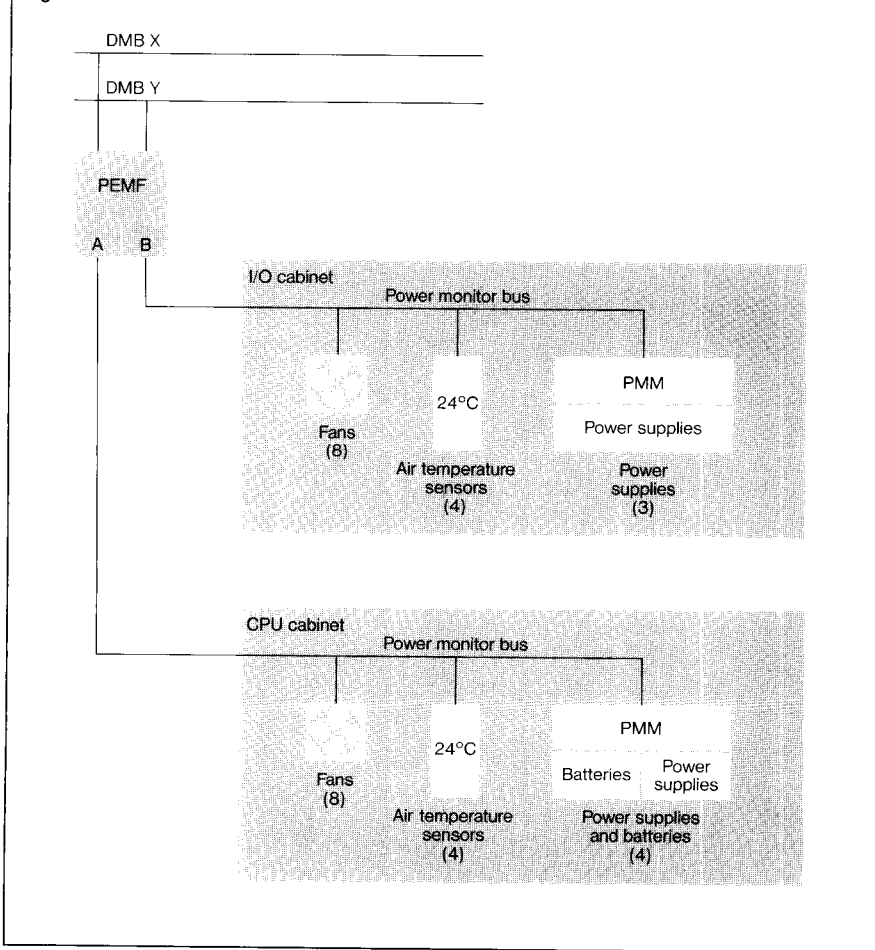 DMB X
DMB Y
PEMF
A B
I/O cabinet
Power monitor bus
24°C
PMM
Power supplies
Fans
(8)
Air temperature
sensors
(4)
Power
supplies
(3)
CPU cabinet
Power monitor bus
24°C
PMM
Batteries
Power
supplies
Fans
(8)
Air temperature
sensors
(4)
Power supplies
and batteries
(4)